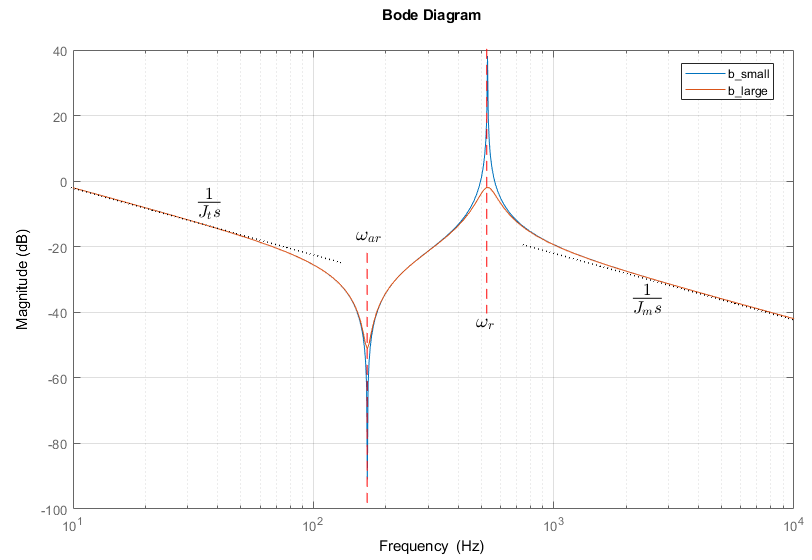 Bode Diagram
40
20
0
-20
-40
-60
-80
-100
Magnitude (dB)
b_small
b_large
1
J_t s
ω_ar
ω_r
1
J_m s
10^1
10^2
10^3
10^4
Frequency (Hz)